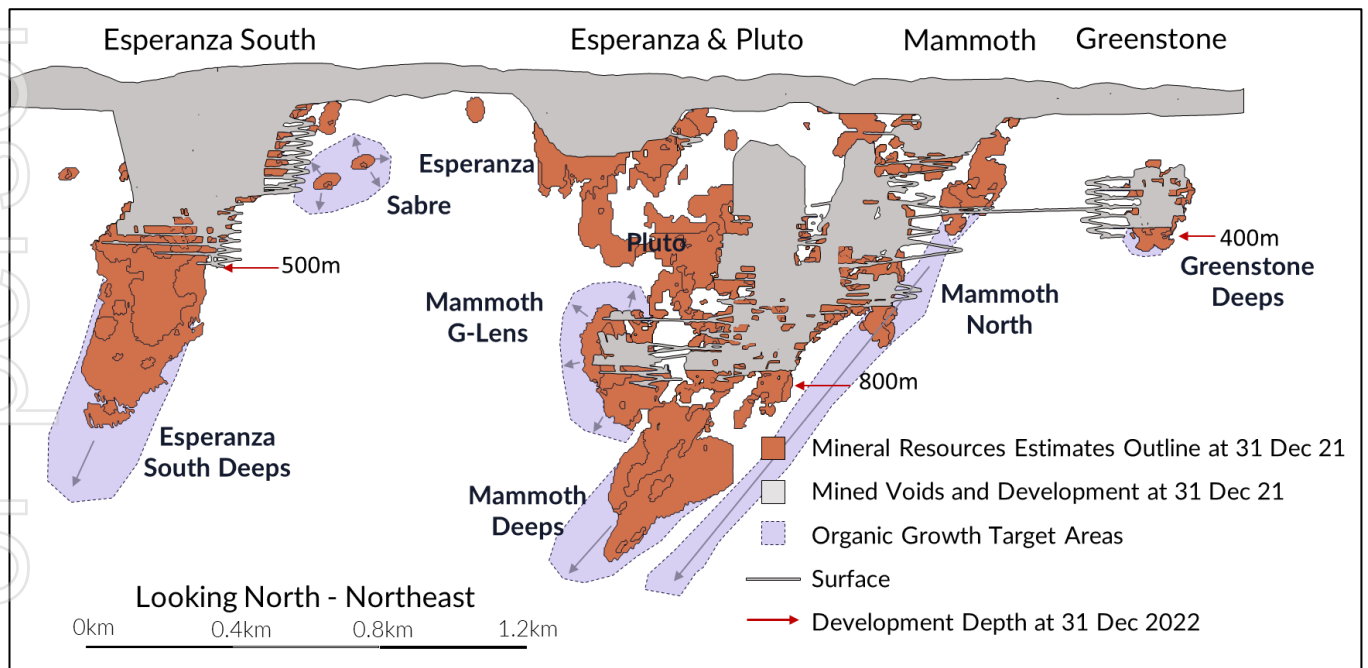 Esperanza South
Esperanza & Pluto
Mammoth
Greenstone
Esperanza
Sabre
Pluto
500m
400m
Greenstone
Deeps
Mammoth
G-Lens
Mammoth
North
800m
Esperanza
South Deeps
Mammoth
Deeps
Mineral Resources Estimates Outline at 31 Dec 21
Mined Voids and Development at 31 Dec 21
Organic Growth Target Areas
Surface
Development Depth at 31 Dec 2022
Looking North - Northeast
0km 0.4km 0.8km 1.2km